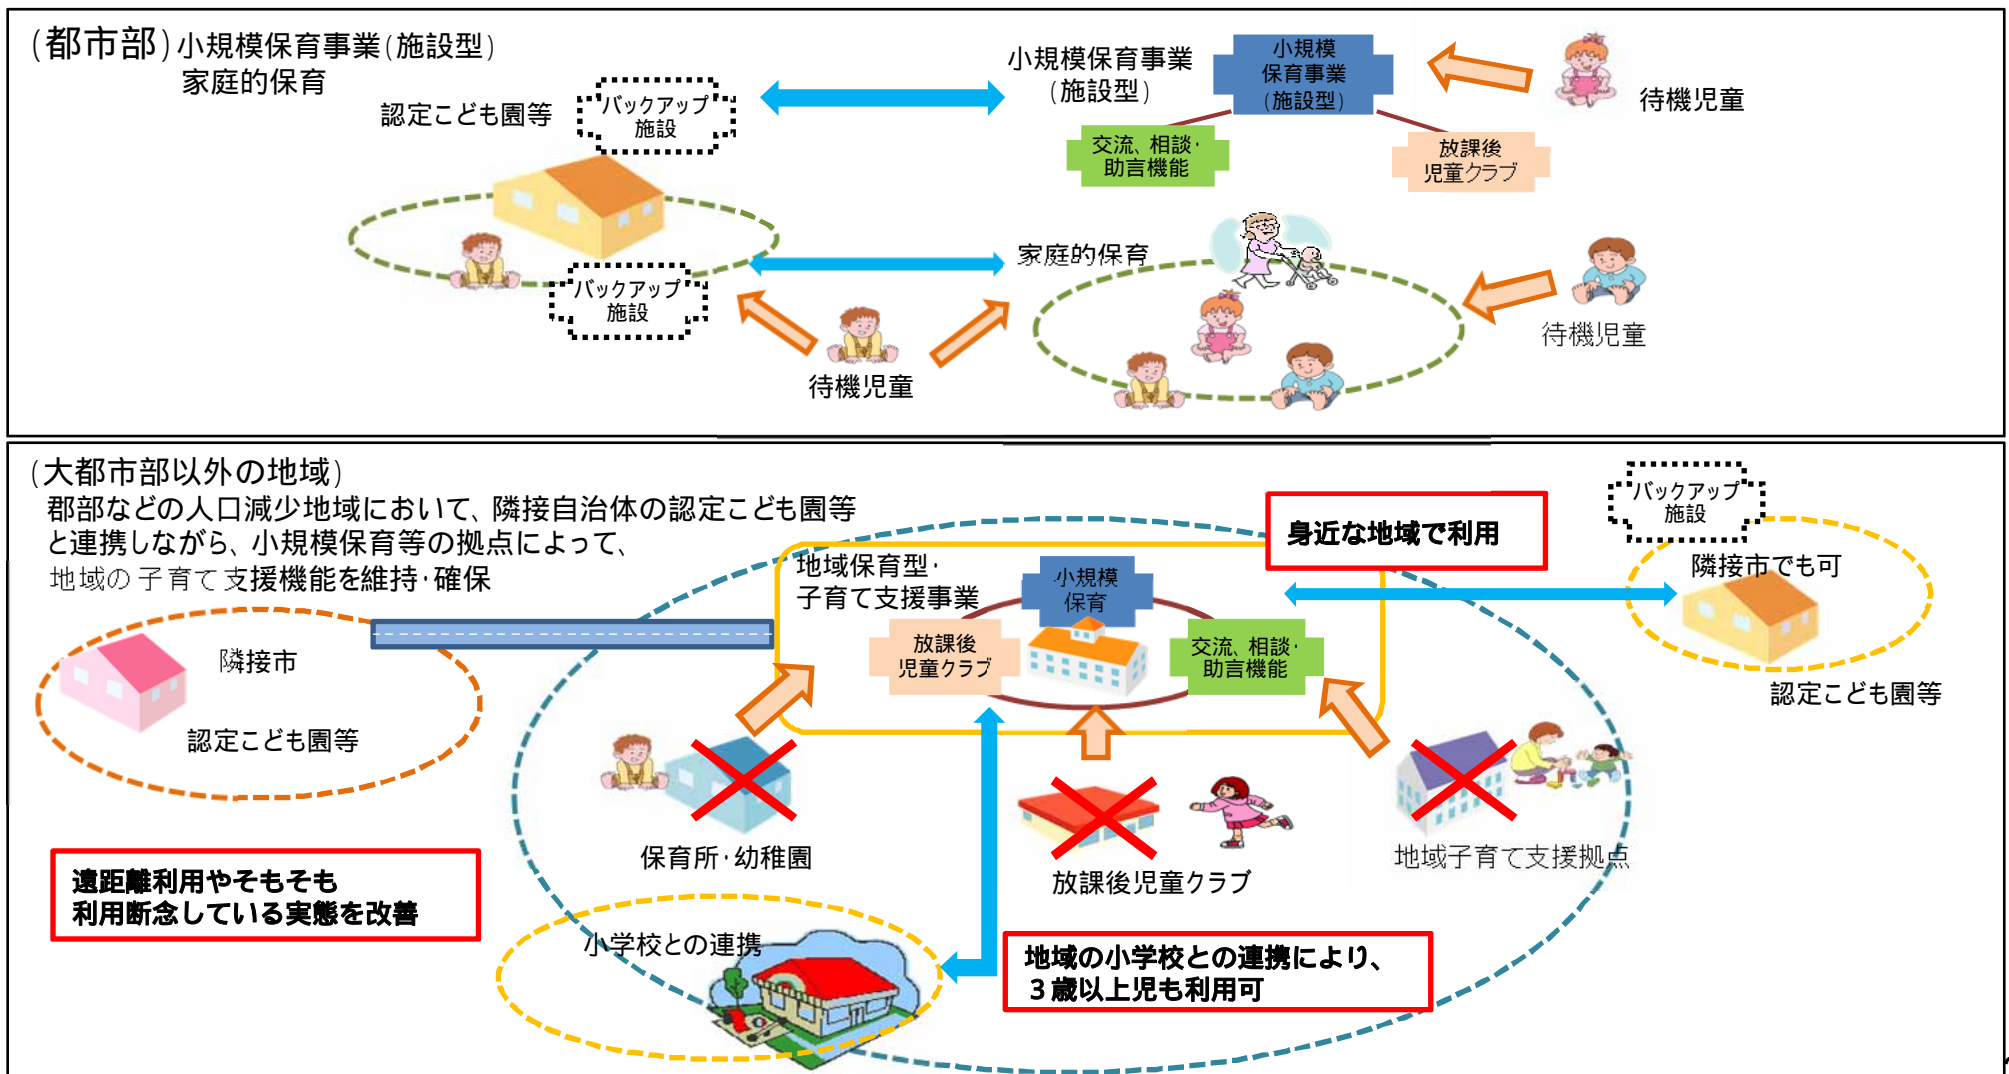 (都市部)小規模保育事業(施設型)
家庭的保育
認定こども園等
バックアップ
施設
小規模保育事業
(施設型)
小規模
保育事業
(施設型)
待機児童
交流、相談・
助言機能
放課後
児童クラブ
バックアップ
施設
家庭的保育
待機児童
待機児童
(大都市部以外の地域)
郡部などの人口減少地域において、隣接自治体の認定こども園等
と連携しながら、小規模保育等の拠点によって、
地域の子育て支援機能を維持・確保
隣接市
認定こども園等
地域保育型・
子育て支援事業
小規模
保育
放課後
児童クラブ
交流、相談・
助言機能
身近な地域で利用
バックアップ
施設
隣接市でも可
認定こども園等
保育所・幼稚園
放課後児童クラブ
地域子育て支援拠点
遠距離利用やそもそも
利用断念している実態を改善
小学校との連携
地域の小学校との連携により、
3歳以上児も利用可